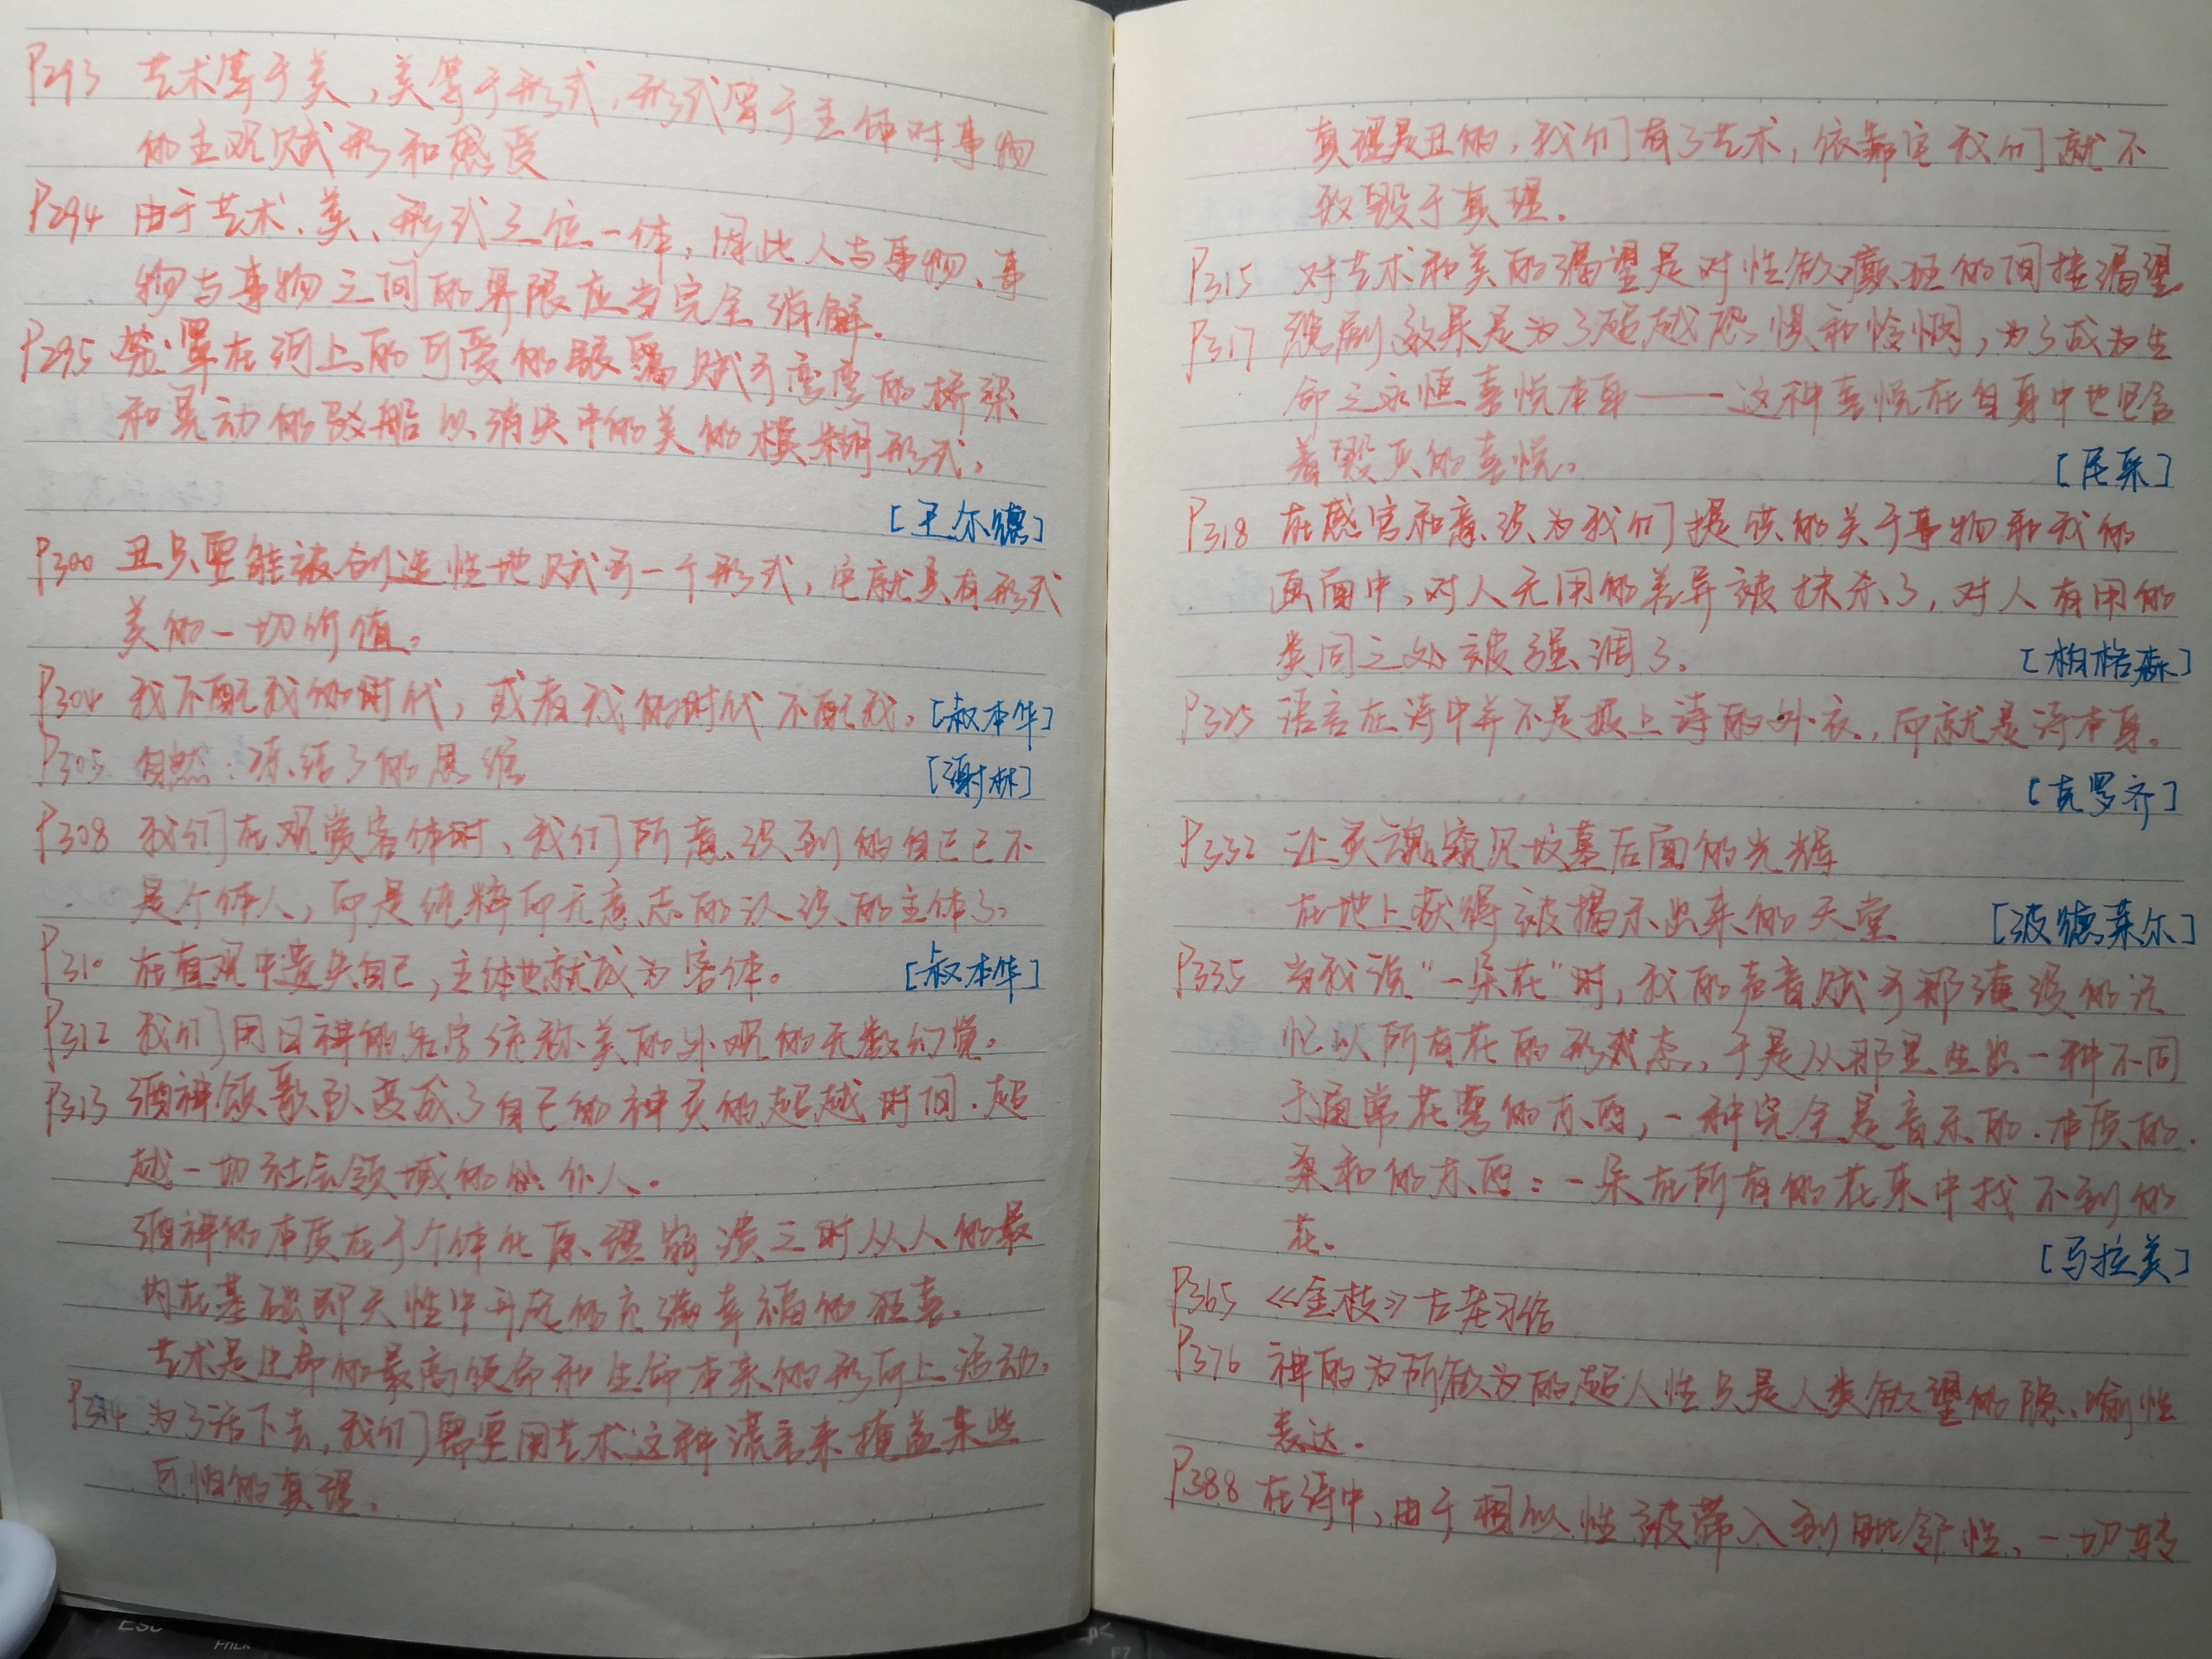 P293 艺术等于美，美等于形式，形式等于主体对事物
的主观赋形和感受
P294 由于艺术、美、形式三位一体，因此人与事物、事
物与事物之间的界限应当完全消解。
P295 笼罩在河上的可爱的银雾赋予弯弯的桥梁
和晃动的驳船以消失中的美的模糊形式。
[王尔德]
P300 丑只要能被创造性地赋予一个形式，它就具有形式
美的一切价值。
P304 我不配我的时代，或者我的时代不配我。[叔本华]
P305 自然：冻结了的思维 [谢林]
P308 我们在观赏客体时，我们所意识到的自己已不
是个体人，而是纯粹而无意志的认识的主体了。
P310 在直观中遗失自己，主体也就成为客体。 [叔本华]
P312 我们用日神的名字统称美的外观的无数幻觉。
P313 酒神颂歌队变成了自己的神灵的超越时间、超
越一切社会领域的仆人。
酒神的本质在于个体化原理崩溃之时从人的最
内在基础即天性中升起的充满幸福的狂喜。
艺术是生命的最高使命和生命本来的形而上活动。
P314 为了活下去，我们需要用艺术这种谎言来掩盖某些
可怕的真理。
真理是丑的，我们有了艺术，依靠它我们就不
致毁于真理。
P315 对艺术和美的渴望是对性欲癫狂的间接渴望
P317 悲剧效果是为了超越恐惧和怜悯，为了成为生
命之永恒喜悦本身——这种喜悦在自身中也包含
着毁灭的喜悦。 [尼采]
P318 在感官和意识为我们提供的关于事物和我的
画面中，对人无用的差异被抹杀了，对人有用的
类同之处被强调了。 [柏格森]
P325 语言在诗中并不是披上诗的外衣，而就是诗本身。
[克罗齐]
P332 让灵魂窥见坟墓后面的光辉
在地上获得被揭示出来的天堂 [波德莱尔]
P335 当我说“一朵花”时，我的声音赋予那淹没的记
忆以所有花的形态，于是从那里生出一种不同
于通常花萼的东西，一种完全是音乐的、本质的、
柔和的东西：一朵在所有的花束中找不到的
花。 [马拉美]
P365 《金枝》古老习俗
P376 神的为所欲为的超人性只是人类欲望的隐喻性
表达。
P388 在诗中，由于相似性被带入到毗邻性，一切转